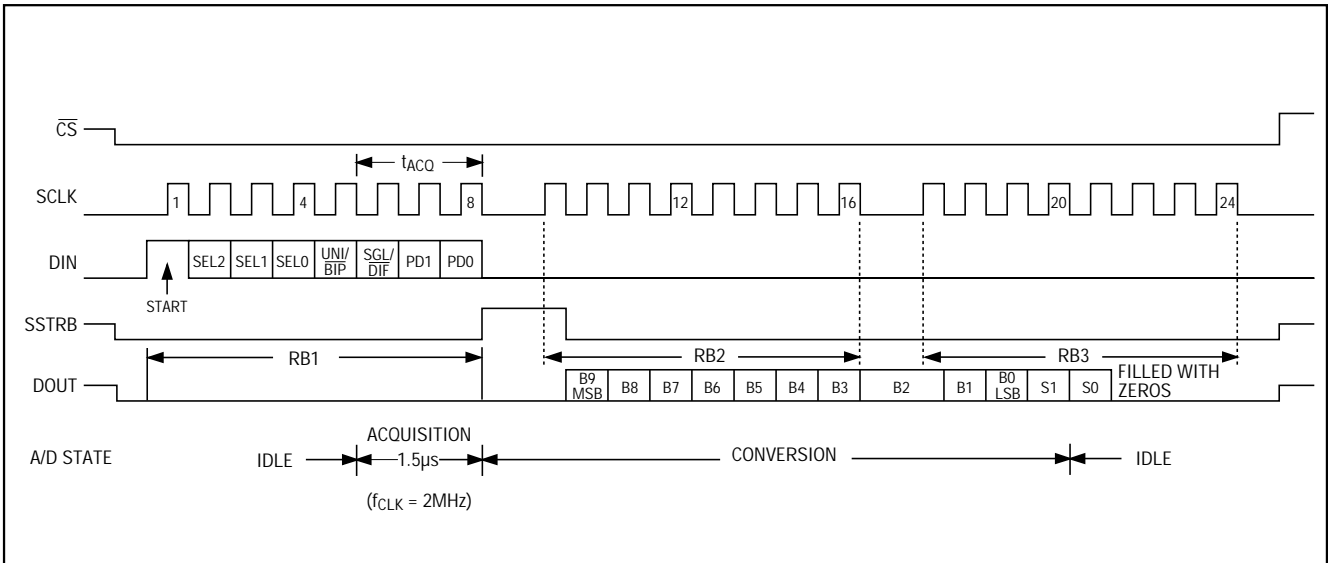 CS
tACQ
SCLK 1 4 8 12 16 20 24
DIN SEL2 SEL1 SEL0 UNI/BIP SGL/DIF PD1 PD0
START
SSTRB
RB1 RB2 RB3
DOUT B9 MSB B8 B7 B6 B5 B4 B3 B2 B1 B0 LSB S1 S0 FILLED WITH ZEROS
A/D STATE IDLE ACQUISITION 1.5µs CONVERSION IDLE
(fCLK = 2MHz)